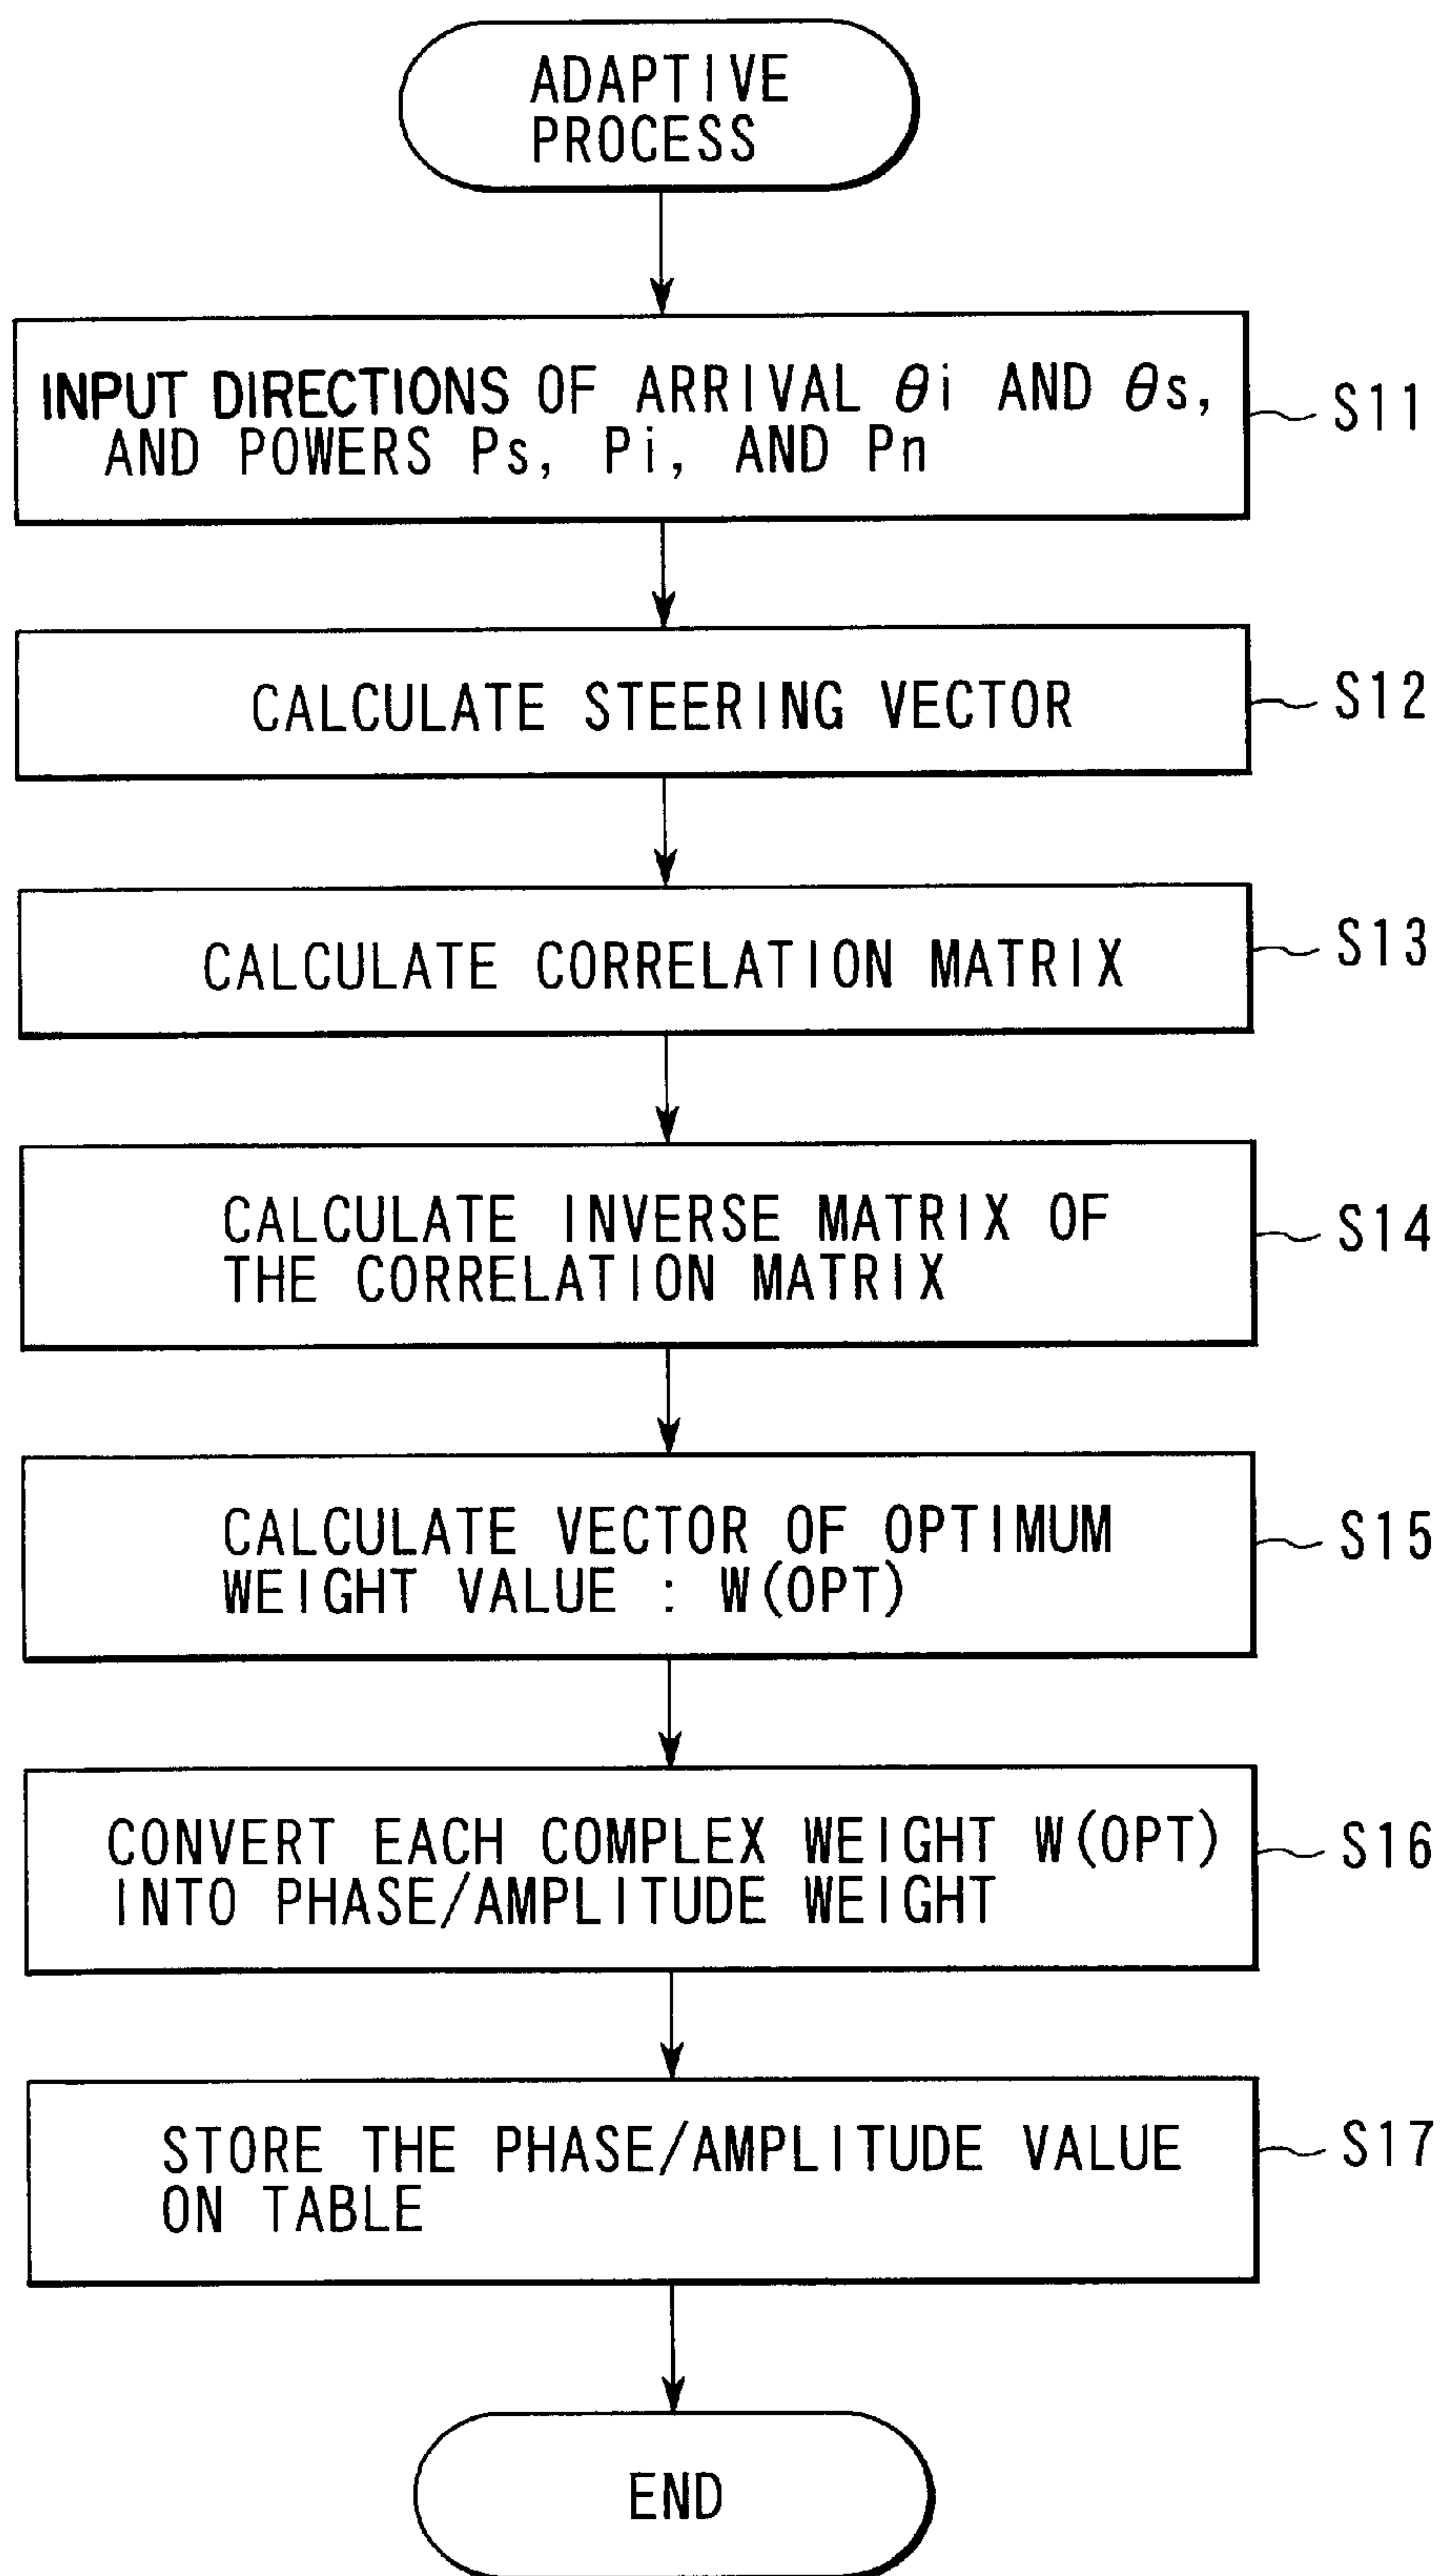 ADAPTIVE
PROCESS
INPUT DIRECTIONS OF ARRIVAL θi AND θs,
AND POWERS Ps, Pi, AND Pn
S11
CALCULATE STEERING VECTOR
S12
CALCULATE CORRELATION MATRIX
S13
CALCULATE INVERSE MATRIX OF
THE CORRELATION MATRIX
S14
CALCULATE VECTOR OF OPTIMUM
WEIGHT VALUE : W(OPT)
S15
CONVERT EACH COMPLEX WEIGHT W(OPT)
INTO PHASE/AMPLITUDE WEIGHT
S16
STORE THE PHASE/AMPLITUDE VALUE
ON TABLE
S17
END